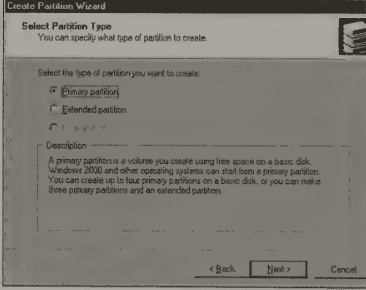 Create Partition Wizard
Select Partition Type
You can specify what type of partition to create.
Select the type of partition you want to create:
Primary partition
Extended partition
Description
A primary partition is a volume you create using free space on a basic disk.
Windows 2000 and other operating systems can start from a primary partition.
You can create up to four primary partitions on a basic disk, or you can make
three primary partitions and an extended partition.
< Back
Next >
Cancel